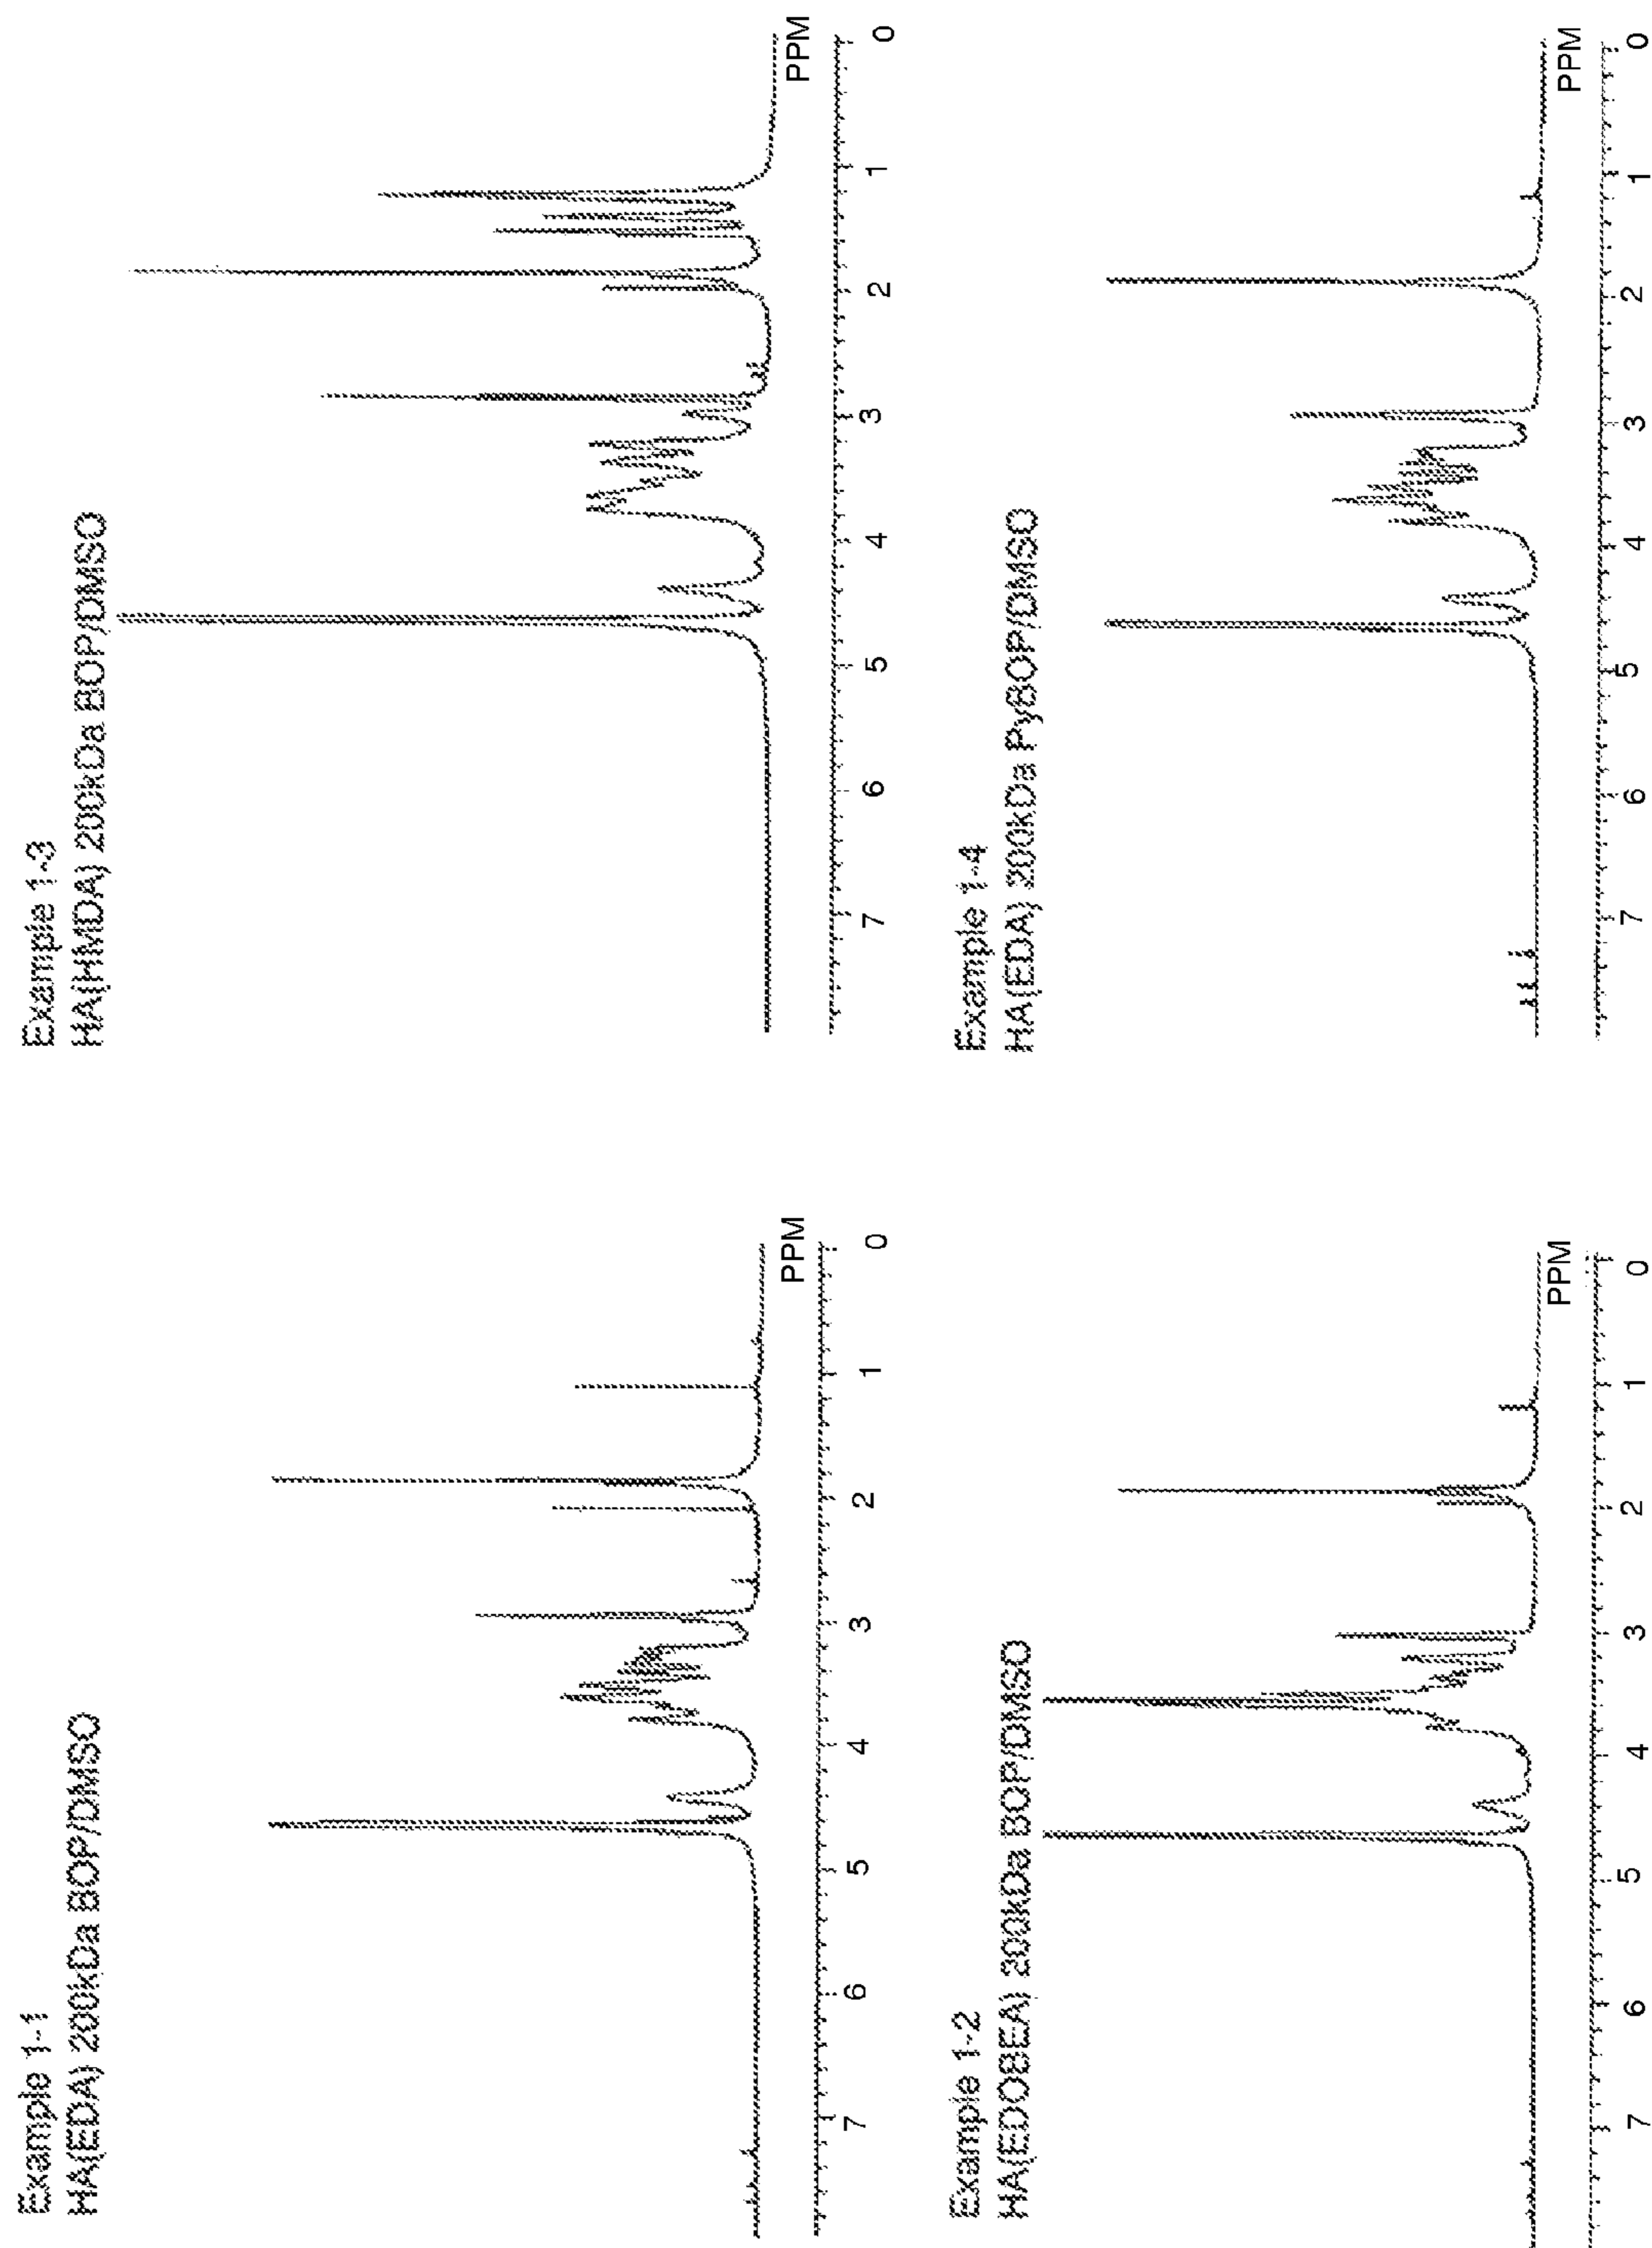 Example 1-1
HA(EDA) 200kDa BOP/DMSO
PPM
7 6 5 4 3 2 1 0
Example 1-2
HA(EDOBEA) 200kDa BOP/DMSO
PPM
7 6 5 4 3 2 1 0
Example 1-3
HA(HMDA) 200kDa BOP/DMSO
PPM
7 6 5 4 3 2 1 0
Example 1-4
HA(EDA) 200kDa PyBOP/DMSO
PPM
7 6 5 4 3 2 1 0